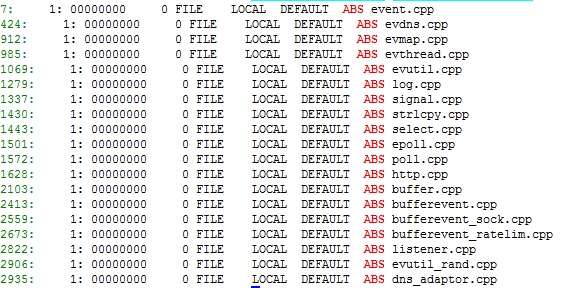 7: 1: 00000000 0 FILE LOCAL DEFAULT ABS event.cpp
424: 1: 00000000 0 FILE LOCAL DEFAULT ABS evdns.cpp
912: 1: 00000000 0 FILE LOCAL DEFAULT ABS evmap.cpp
985: 1: 00000000 0 FILE LOCAL DEFAULT ABS evthread.cpp
1069: 1: 00000000 0 FILE LOCAL DEFAULT ABS evutil.cpp
1279: 1: 00000000 0 FILE LOCAL DEFAULT ABS log.cpp
1337: 1: 00000000 0 FILE LOCAL DEFAULT ABS signal.cpp
1430: 1: 00000000 0 FILE LOCAL DEFAULT ABS strlcpy.cpp
1443: 1: 00000000 0 FILE LOCAL DEFAULT ABS select.cpp
1501: 1: 00000000 0 FILE LOCAL DEFAULT ABS epoll.cpp
1572: 1: 00000000 0 FILE LOCAL DEFAULT ABS poll.cpp
1628: 1: 00000000 0 FILE LOCAL DEFAULT ABS http.cpp
2103: 1: 00000000 0 FILE LOCAL DEFAULT ABS buffer.cpp
2413: 1: 00000000 0 FILE LOCAL DEFAULT ABS bufferevent.cpp
2559: 1: 00000000 0 FILE LOCAL DEFAULT ABS bufferevent_sock.cpp
2673: 1: 00000000 0 FILE LOCAL DEFAULT ABS bufferevent_ratelim.cpp
2822: 1: 00000000 0 FILE LOCAL DEFAULT ABS listener.cpp
2906: 1: 00000000 0 FILE LOCAL DEFAULT ABS evutil_rand.cpp
2935: 1: 00000000 0 FILE LOCAL DEFAULT ABS dns_adaptor.cpp